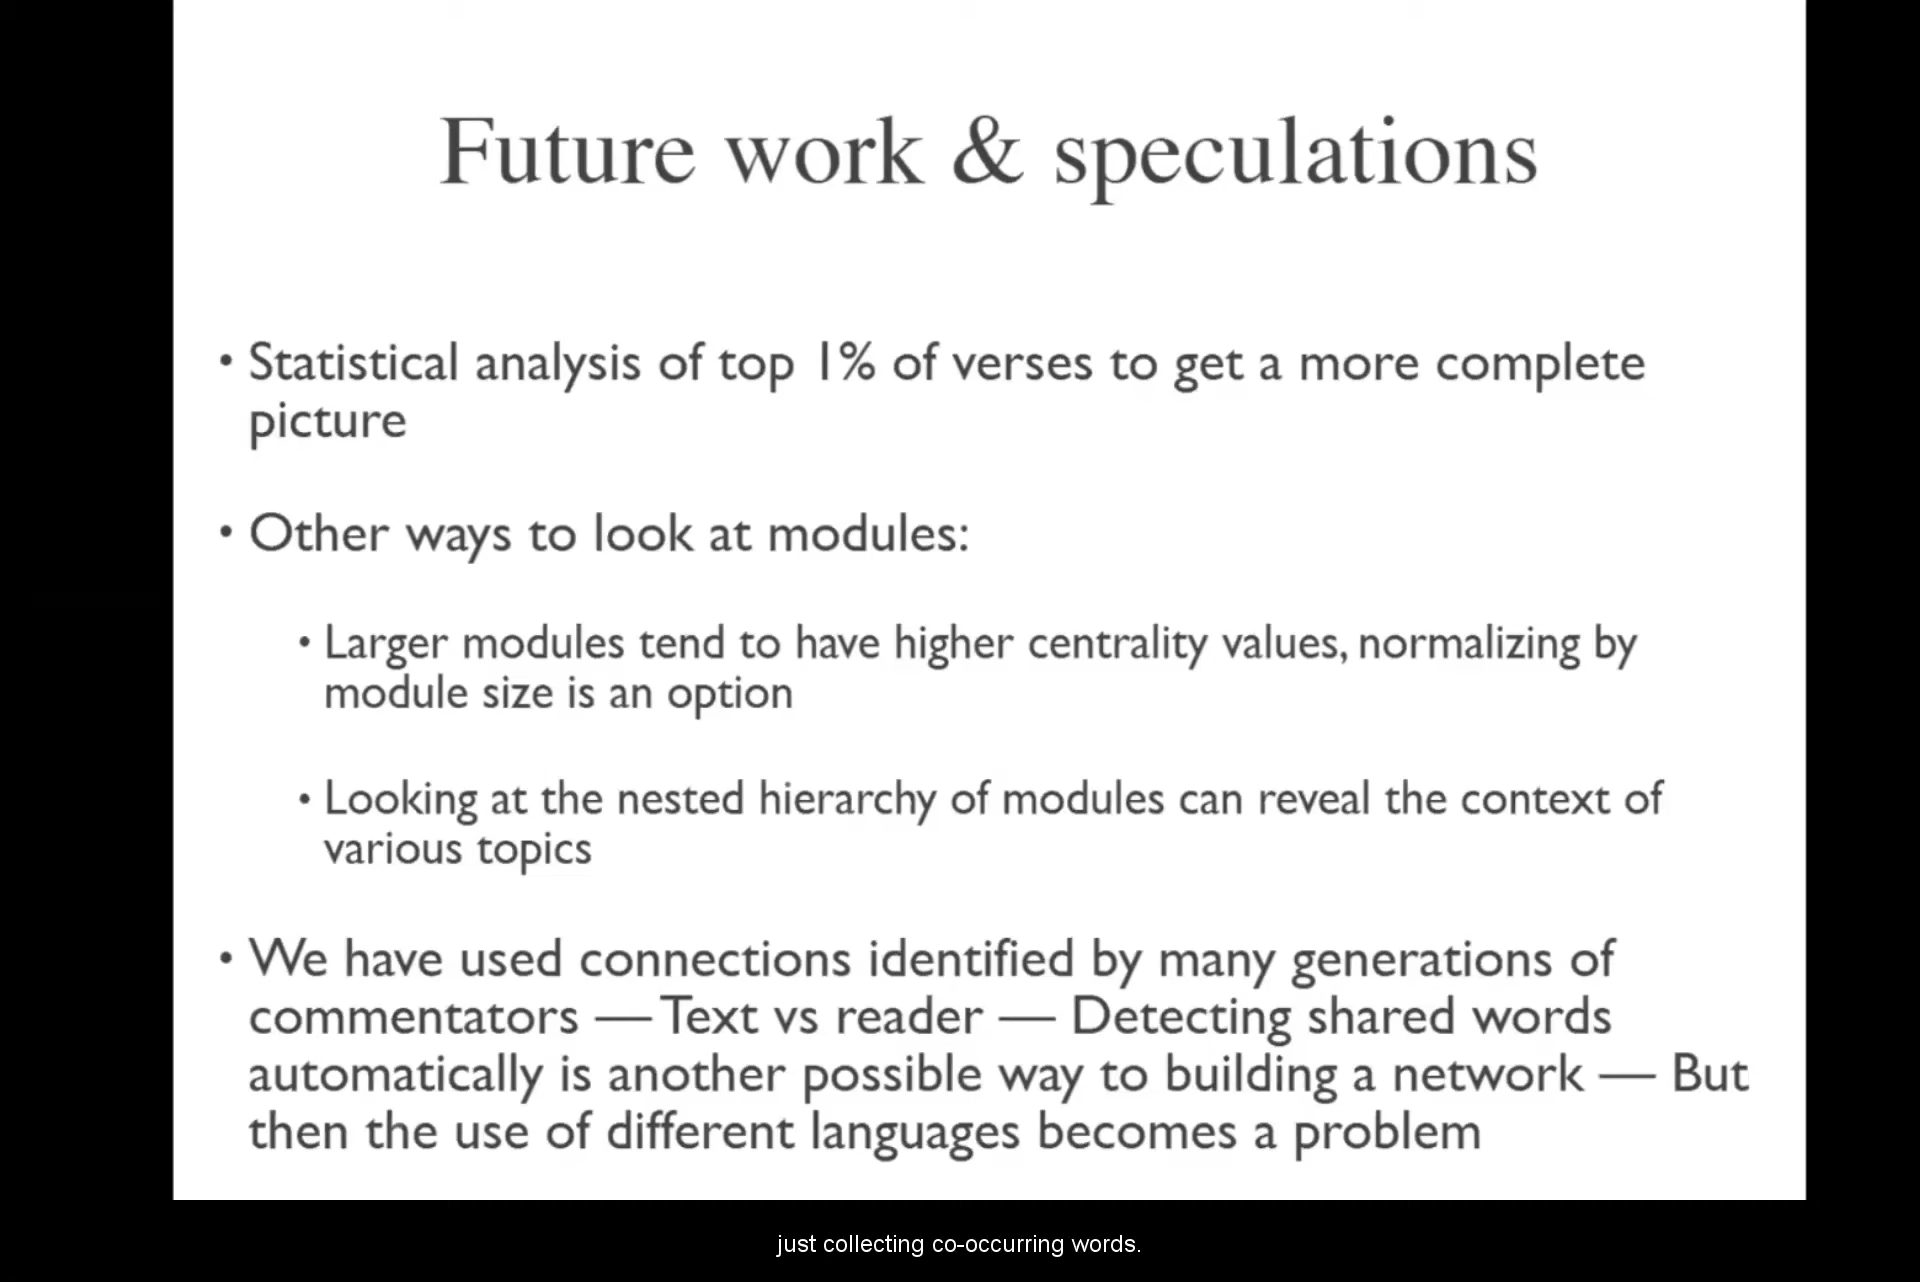 Future work & speculations
• Statistical analysis of top 1% of verses to get a more complete
picture
• Other ways to look at modules:
• Larger modules tend to have higher centrality values, normalizing by
module size is an option
• Looking at the nested hierarchy of modules can reveal the context of
various topics
• We have used connections identified by many generations of
commentators — Text vs reader — Detecting shared words
automatically is another possible way to building a network — But
then the use of different languages becomes a problem
just collecting co-occurring words.